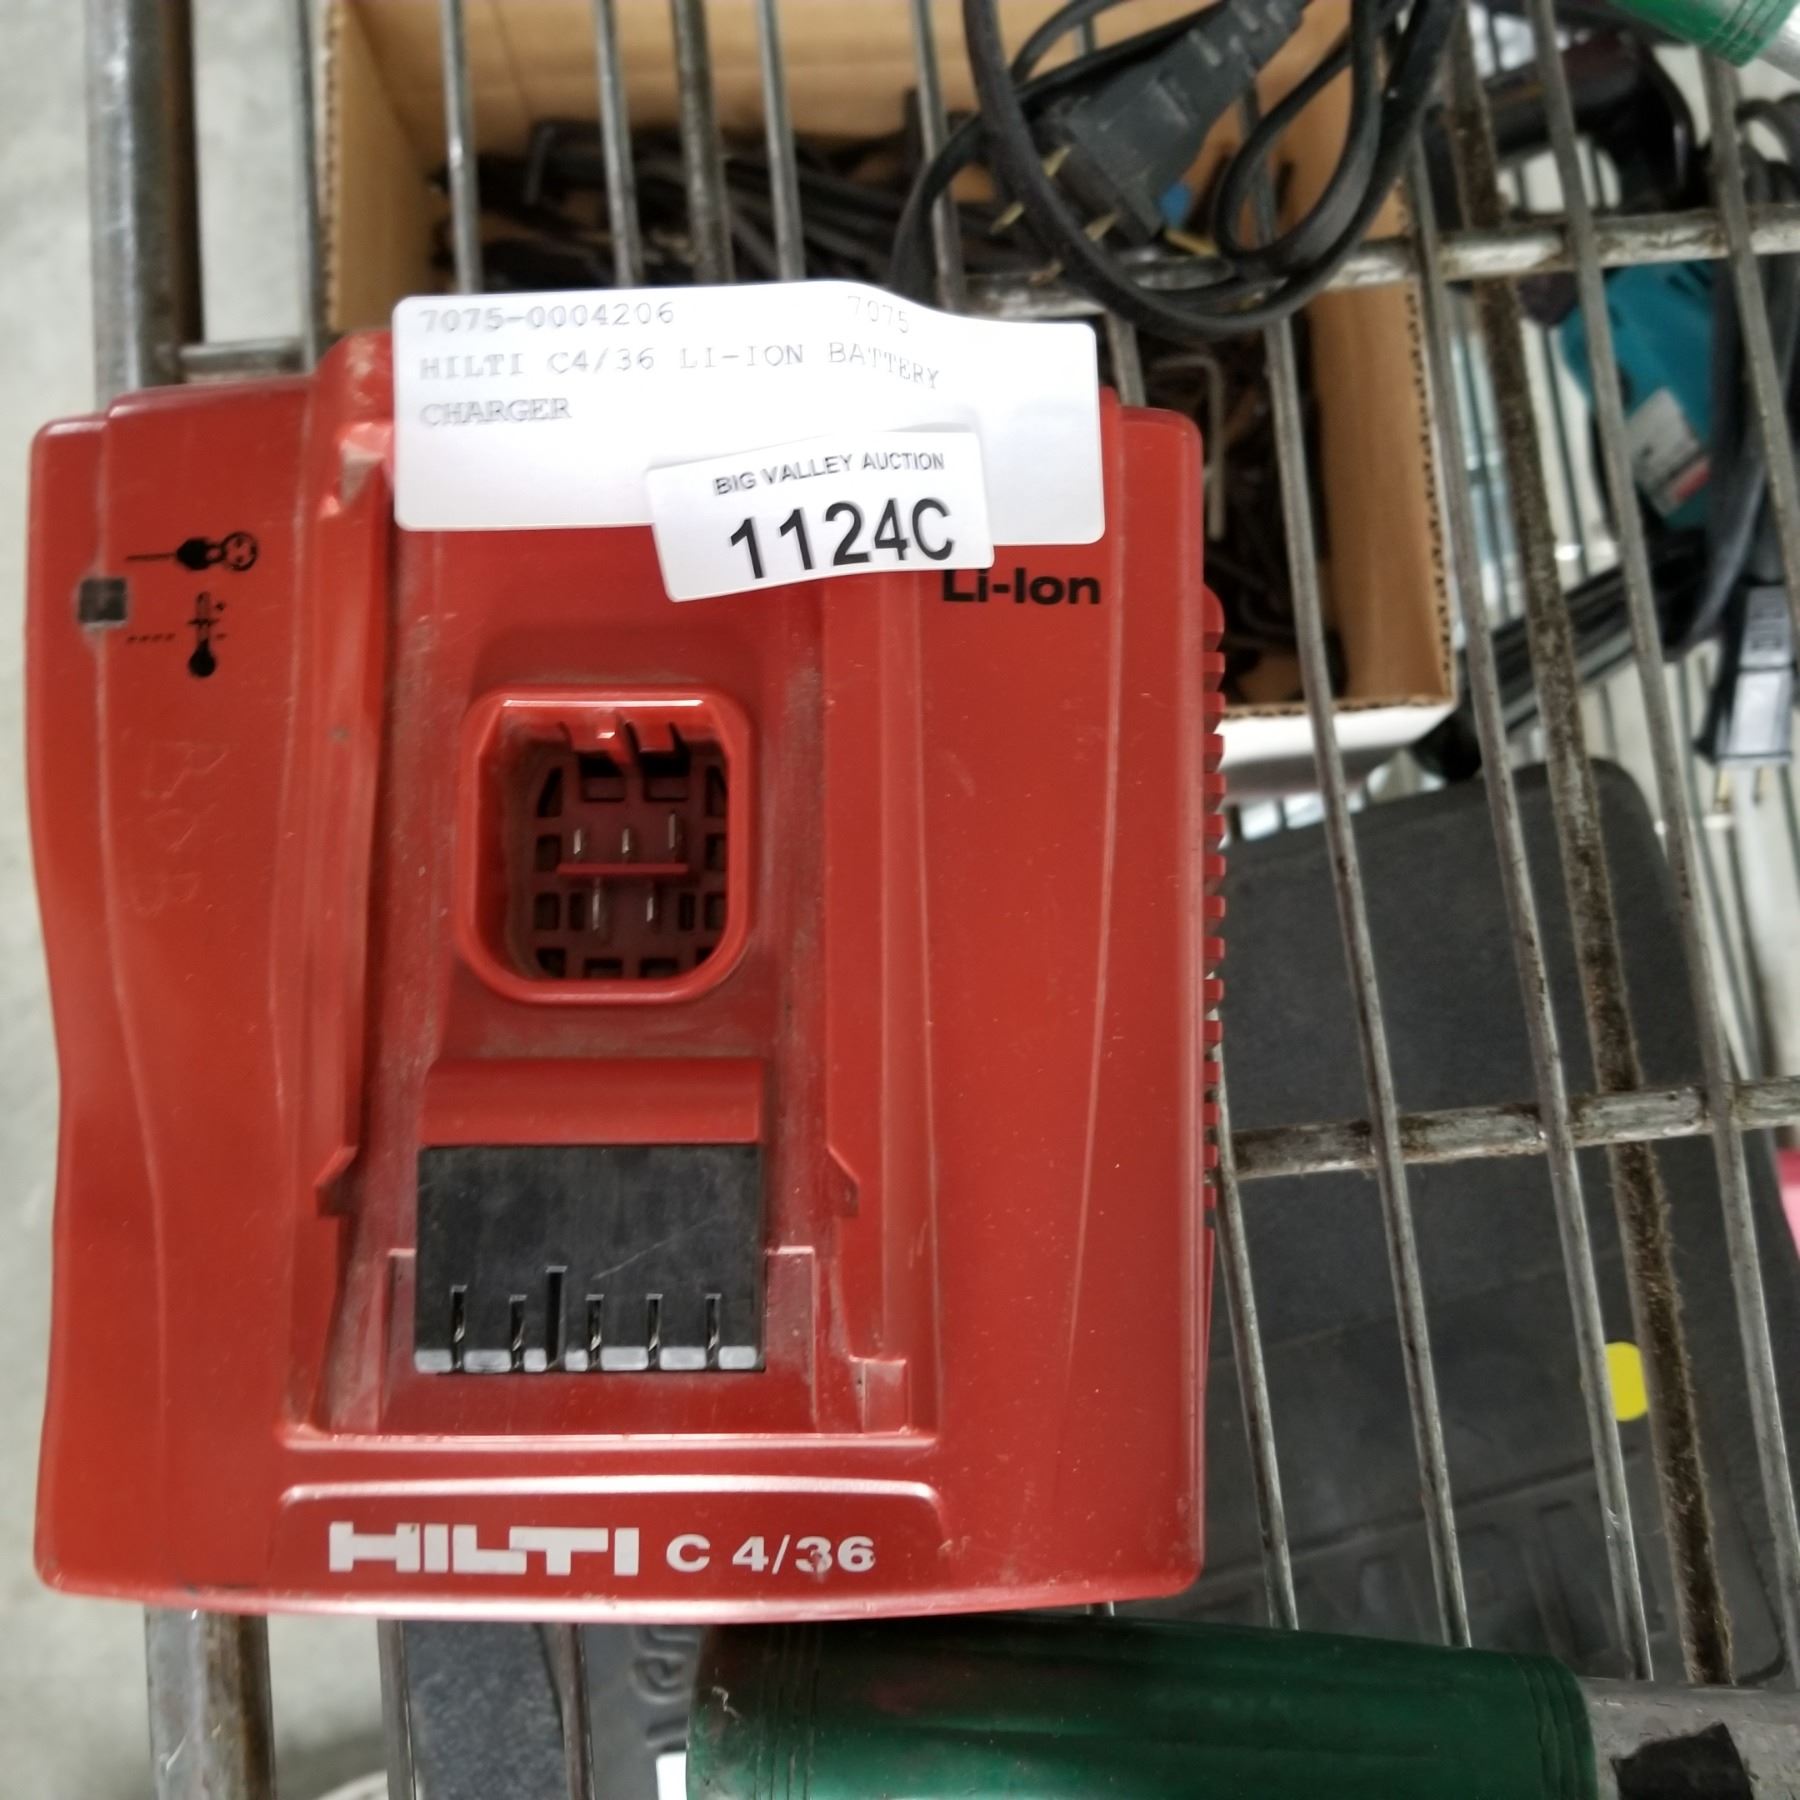 7075-0004206 7075
HILTI C4/36 LI-ION BATTERY
CHARGER
BIG VALLEY AUCTION
1124C
Li-Ion
HILTI C 4/36